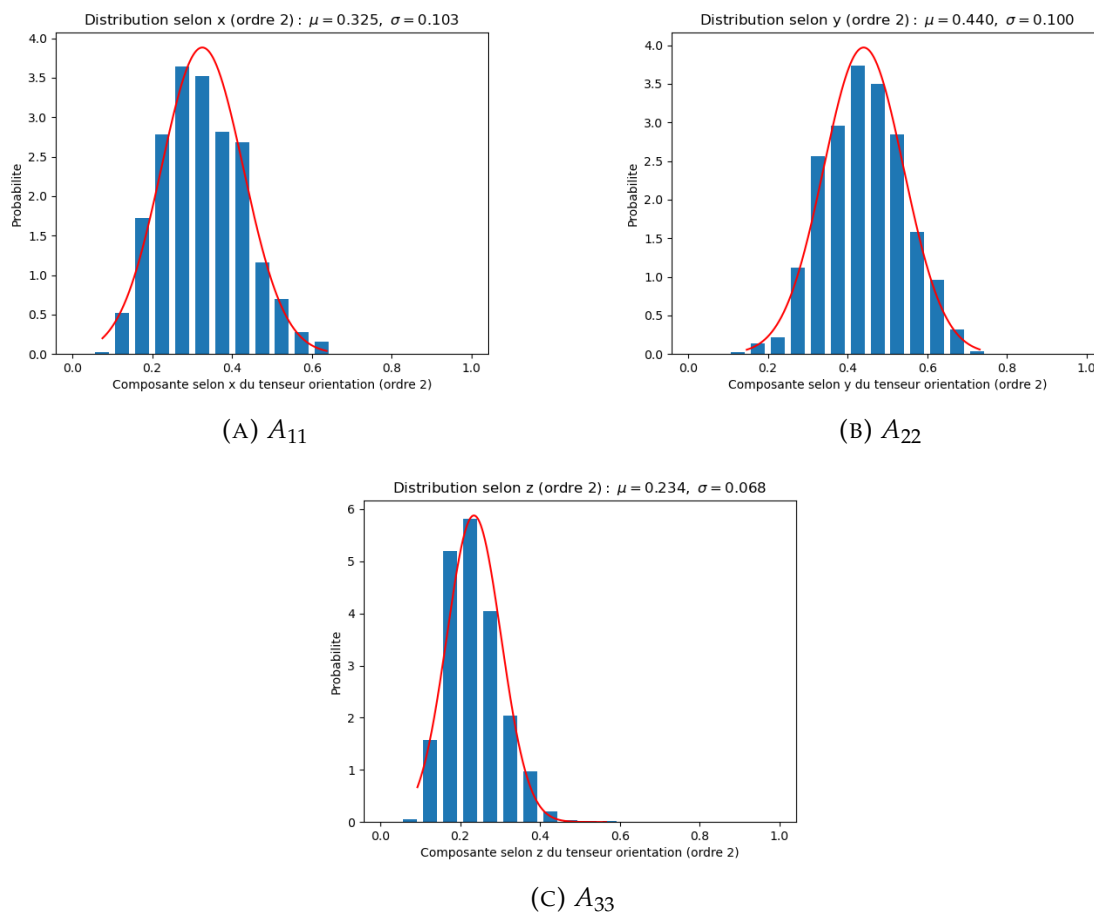 Distribution selon x (ordre 2) : μ = 0.325, σ = 0.103
4.0
3.5
3.0
2.5
2.0
1.5
1.0
0.5
0.0
Probabilite
0.0 0.2 0.4 0.6 0.8 1.0
Composante selon x du tenseur orientation (ordre 2)
(A) A11
Distribution selon y (ordre 2) : μ = 0.440, σ = 0.100
4.0
3.5
3.0
2.5
2.0
1.5
1.0
0.5
0.0
Probabilite
0.0 0.2 0.4 0.6 0.8 1.0
Composante selon y du tenseur orientation (ordre 2)
(B) A22
Distribution selon z (ordre 2) : μ = 0.234, σ = 0.068
6
5
4
3
2
1
0
Probabilite
0.0 0.2 0.4 0.6 0.8 1.0
Composante selon z du tenseur orientation (ordre 2)
(C) A33